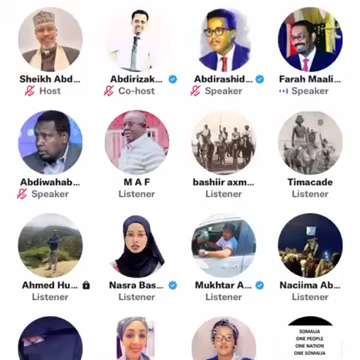 Sheikh Abd...
Host
Abdirizak...
Co-host
Abdirashid...
Speaker
Farah Maali...
Speaker
Abdiwahab...
Speaker
M A F
Listener
bashiir axm...
Listener
Timacade
Listener
Ahmed Hu...
Listener
Nasra Bas...
Listener
Mukhtar A...
Listener
Naciima Ab...
Listener
SOMALIA
ONE PEOPLE
ONE NATION
ONE SOMALIA